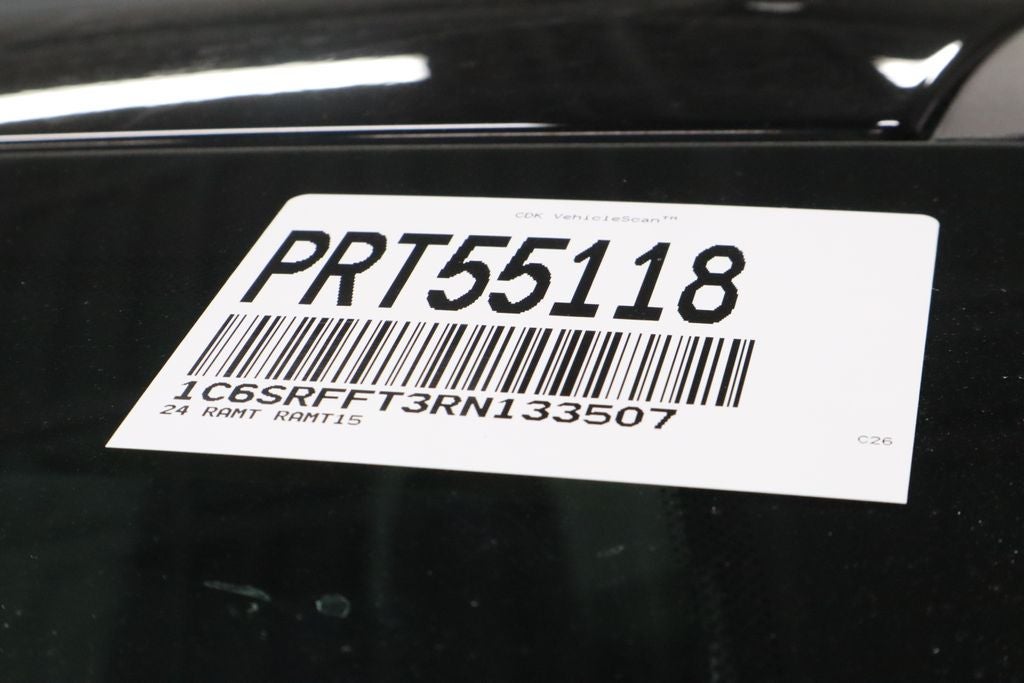 CDK VehicleScan™
PRT55118
1C6SRFFT3RN133507
24 RAMT RAMT15
C26